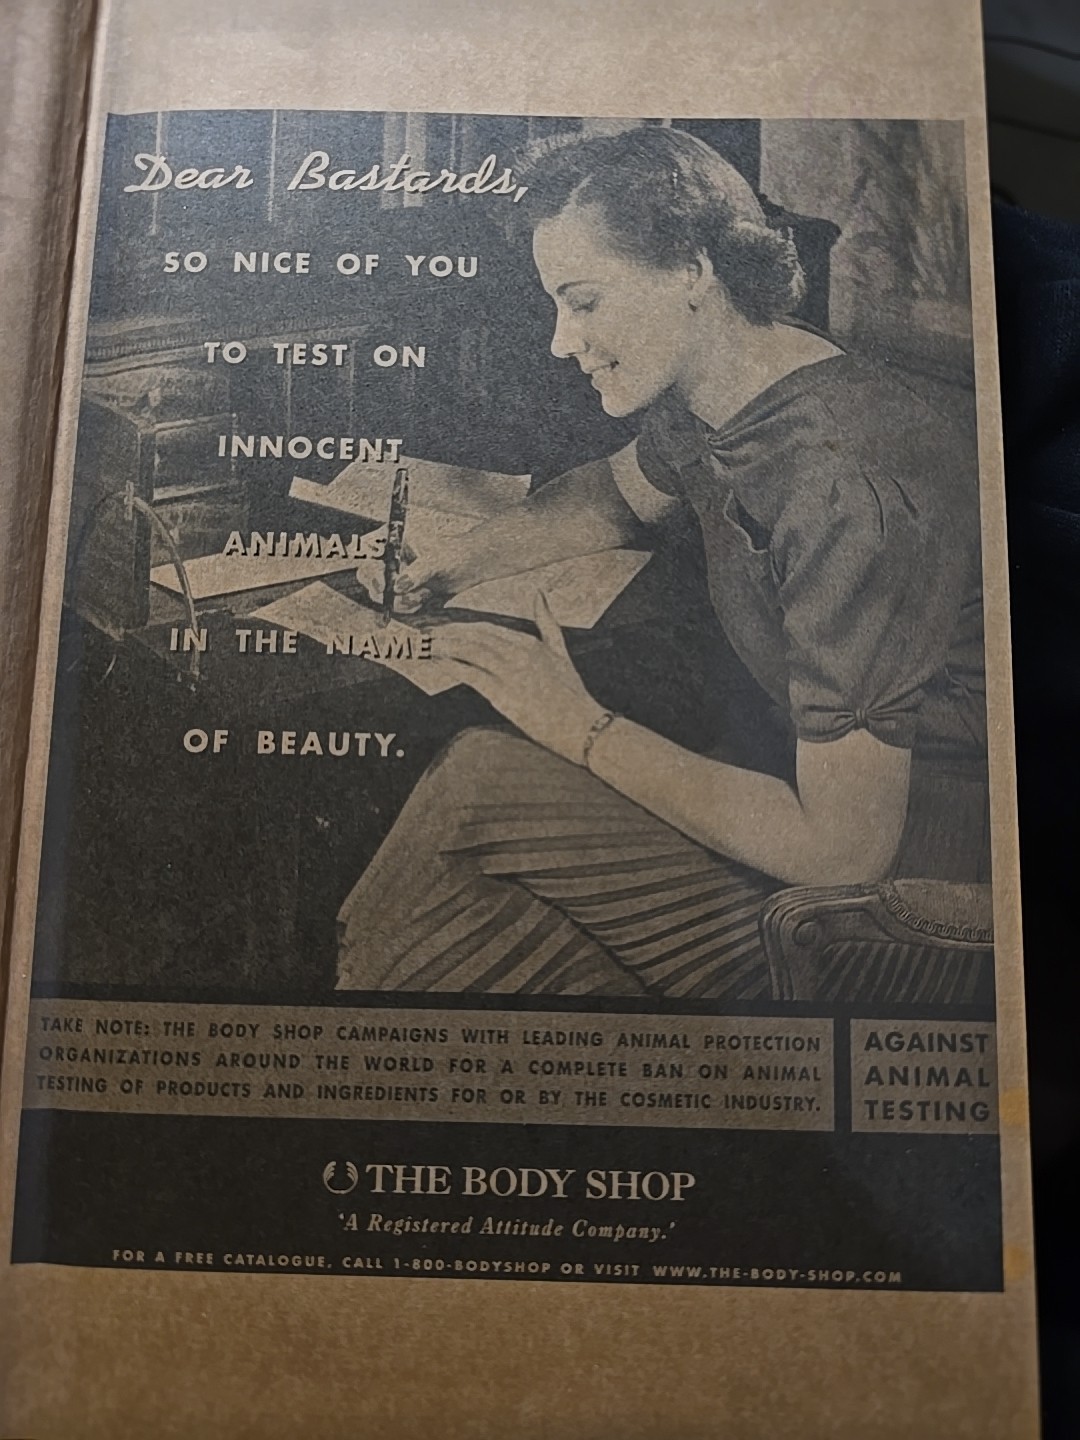 Dear Bastards,
SO NICE OF YOU
TO TEST ON
INNOCENT
ANIMALS
IN THE NAME
OF BEAUTY.
TAKE NOTE: THE BODY SHOP CAMPAIGNS WITH LEADING ANIMAL PROTECTION
ORGANIZATIONS AROUND THE WORLD FOR A COMPLETE BAN ON ANIMAL
TESTING OF PRODUCTS AND INGREDIENTS FOR OR BY THE COSMETIC INDUSTRY.
AGAINST
ANIMAL
TESTING
THE BODY SHOP
'A Registered Attitude Company.'
FOR A FREE CATALOGUE, CALL 1-800-BODYSHOP OR VISIT WWW.THE-BODY-SHOP.COM